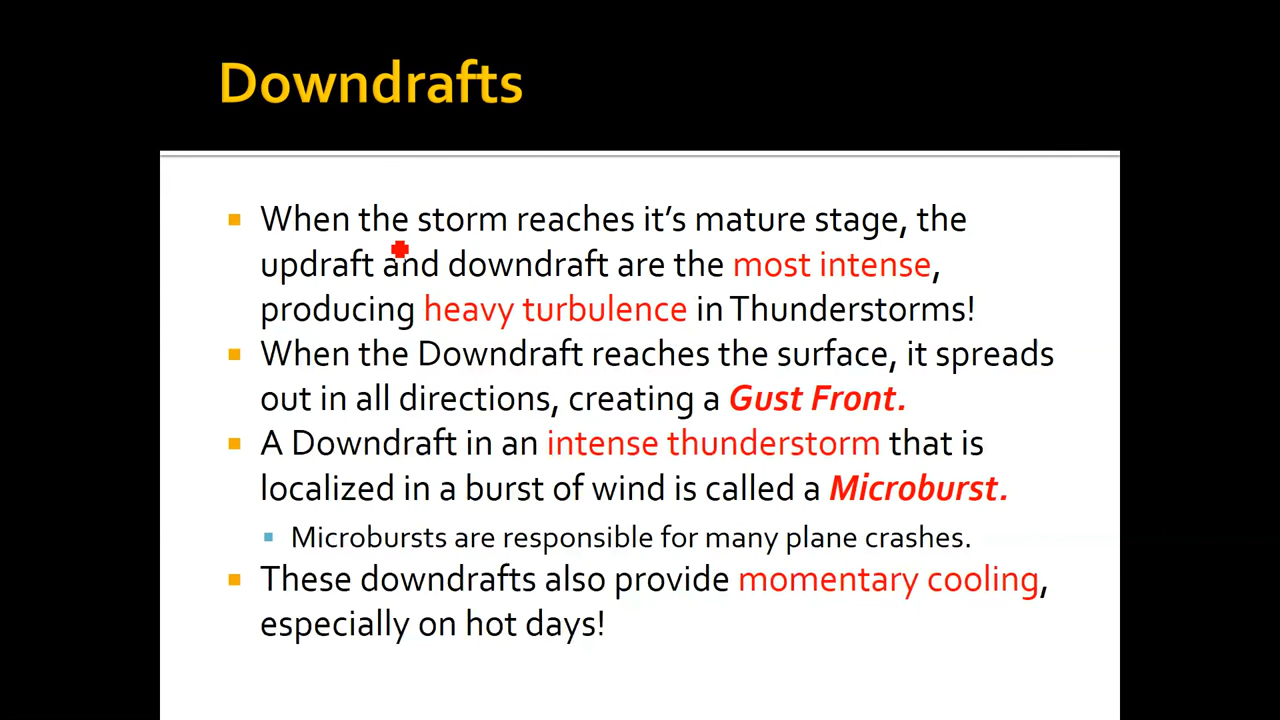 Downdrafts
When the storm reaches it's mature stage, the
updraft and downdraft are the most intense,
producing heavy turbulence in Thunderstorms!
When the Downdraft reaches the surface, it spreads
out in all directions, creating a Gust Front.
A Downdraft in an intense thunderstorm that is
localized in a burst of wind is called a Microburst.
Microbursts are responsible for many plane crashes.
These downdrafts also provide momentary cooling,
especially on hot days!